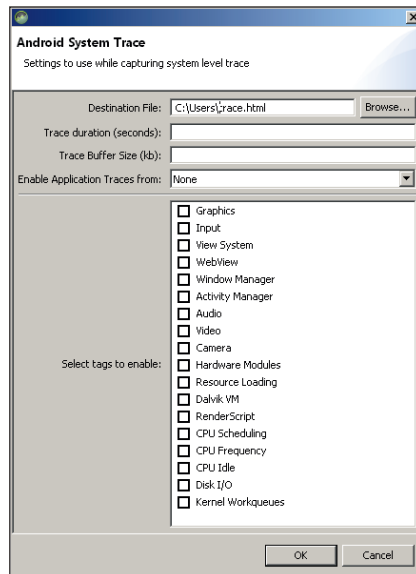 Android System Trace
Settings to use while capturing system level trace
Destination File: C:\Users\trace.html Browse...
Trace duration (seconds):
Trace Buffer Size (kb):
Enable Application Traces from: None
Select tags to enable:
Graphics
Input
View System
WebView
Window Manager
Activity Manager
Audio
Video
Camera
Hardware Modules
Resource Loading
Dalvik VM
RenderScript
CPU Scheduling
CPU Frequency
CPU Idle
Disk I/O
Kernel Workqueues
OK Cancel